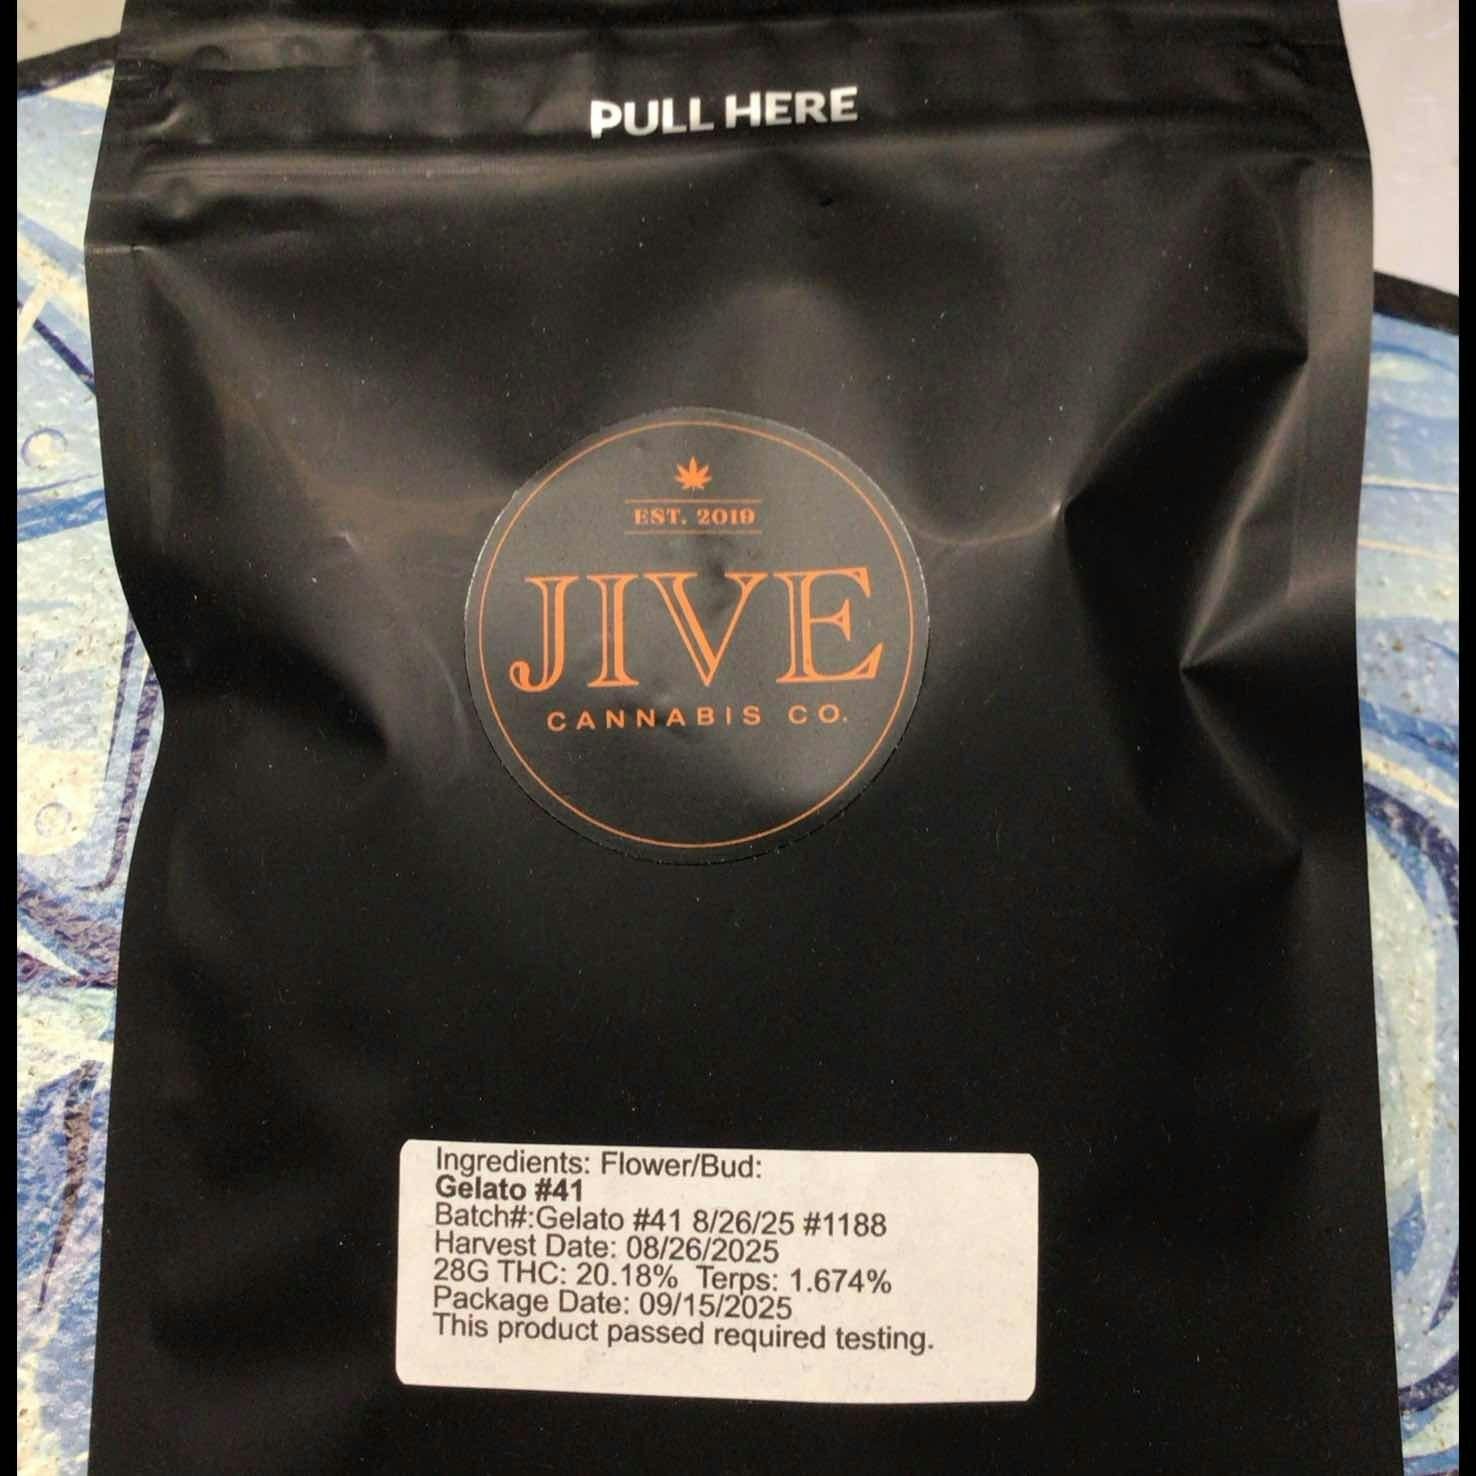 PULL HERE
EST. 2019
JIVE
CANNABIS CO.
Ingredients: Flower/Bud:
Gelato #41
Batch#:Gelato #41 8/26/25 #1188
Harvest Date: 08/26/2025
28G THC: 20.18% Terps: 1.674%
Package Date: 09/15/2025
This product passed required testing.